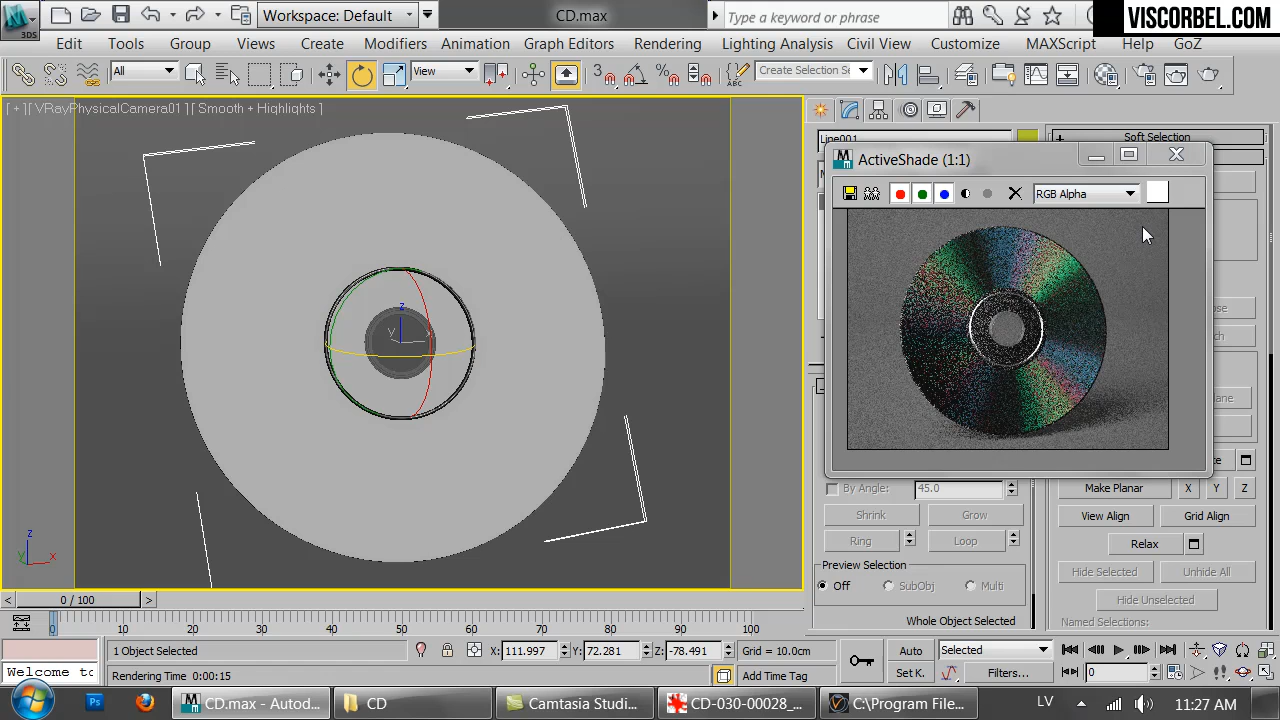 3DS
Workspace: Default
CD.max
Type a keyword or phrase
VISCORBEL.COM
Edit Tools Group Views Create Modifiers Animation Graph Editors Rendering Lighting Analysis Civil View Customize MAXScript Help GoZ
All
View
3
Create Selection Se
[ + ][ VRayPhysicalCamera01 ][ Smooth + Highlights ]
Line001
Soft Selection
ActiveShade (1:1)
RGB Alpha
z
y
x
By Angle: 45.0
Make Planar X Y Z
Shrink Grow
View Align Grid Align
Ring Loop
Relax
Preview Selection
Hide Selected Unhide All
Off SubObj Multi
Hide Unselected
Whole Object Selected
Named Selections:
z
y x
< 0 / 100 >
0 10 20 30 40 50 60 70 80 90 100
1 Object Selected
X: 111.997 Y: 72.281 Z: -78.491
Grid = 10.0cm
Auto
Selected
Welcome to
Rendering Time 0:00:15
Add Time Tag
Set K.
Filters...
0
Ps
CD.max - Autod...
CD
Camtasia Studi...
CD-030-00028_...
C:\Program Files...
LV
11:27 AM